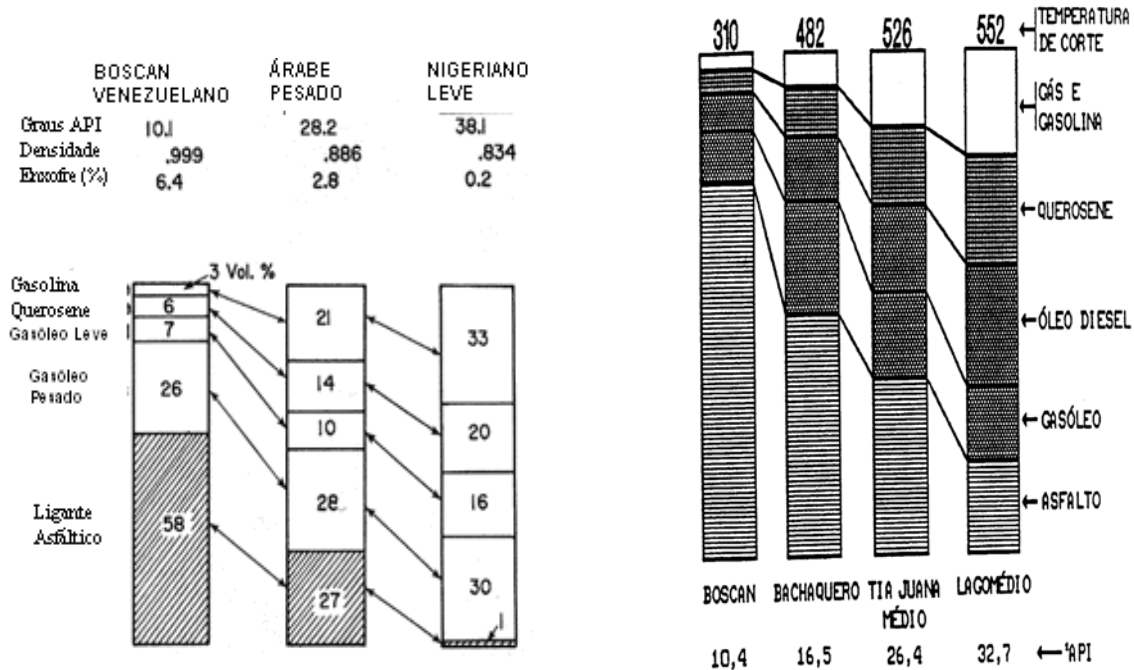 BOSCAN VENEZUELANO
ÁRABE PESADO
NIGERIANO LEVE
Graus API 10.1 28.2 38.1
Densidade .999 .886 .834
Enxofre (%) 6.4 2.8 0.2
3 Vol. %
Gasolina 21 33
Querosene 6 14 20
Gasóleo Leve 7 10 16
Gasóleo Pesado 26 28 30
Ligante Asfáltico 58 27 1
310 482 526 552
TEMPERATURA DE CORTE
GÁS E GASOLINA
QUEROSENE
ÓLEO DIESEL
GASÓLEO
ASFALTO
BOSCAN BACHAQUERO TIA JUANA MÉDIO LAGOMÉDIO
10,4 16,5 26,4 32,7 °API